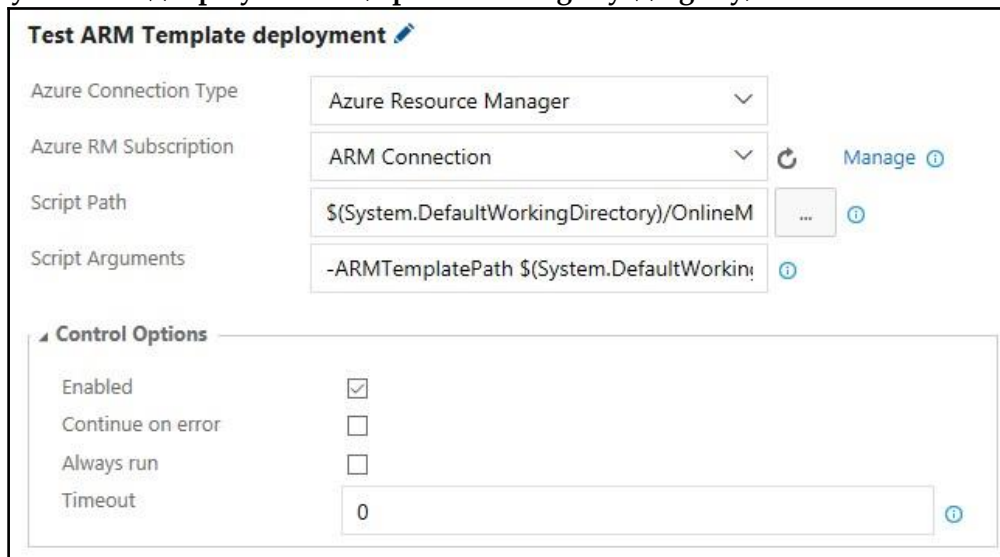 Test ARM Template deployment
Azure Connection Type
Azure Resource Manager
Azure RM Subscription
ARM Connection
Manage
Script Path
$(System.DefaultWorkingDirectory)/OnlineM
...
Script Arguments
-ARMTemplatePath $(System.DefaultWorking
Control Options
Enabled
Continue on error
Always run
Timeout
0